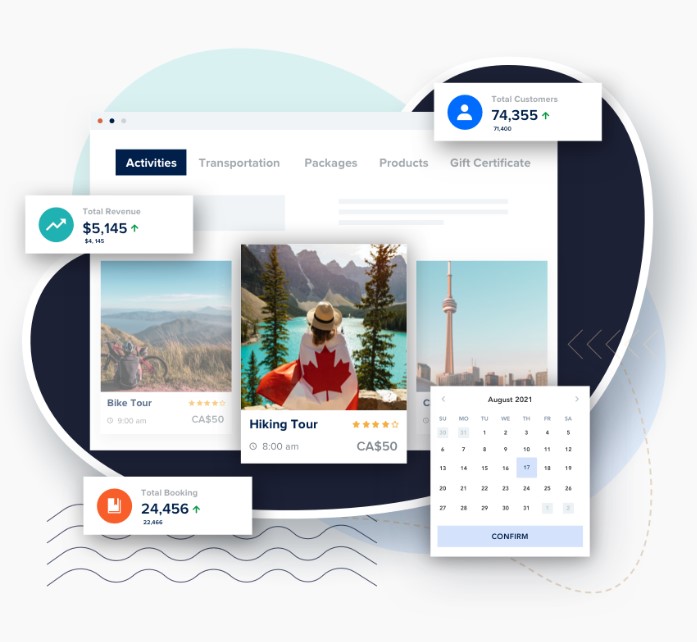 Total Customers
74,355
71,400
Activities
Transportation
Packages
Products
Gift Certificate
Total Revenue
$5,145
$4, 145
Bike Tour
9:00 am
CA$50
Hiking Tour
8:00 am
CA$50
C
August 2021
SU MO TU WE TH FR SA
30 31 1 2 3 4 5
6 7 8 9 10 11 12
13 14 15 16 17 18 19
20 21 22 23 24 25 26
27 28 29 30 31 1 2
CONFIRM
Total Booking
24,456
23,466